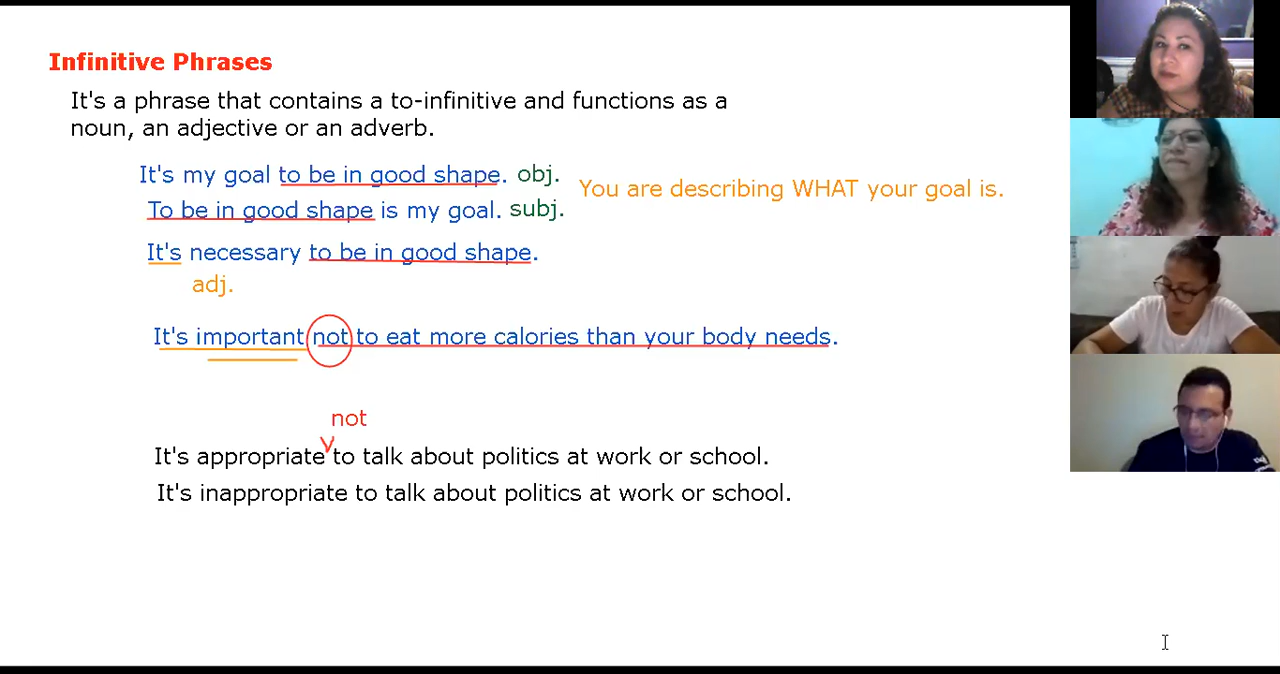 Infinitive Phrases
It's a phrase that contains a to-infinitive and functions as a
noun, an adjective or an adverb.
It's my goal to be in good shape. obj.
You are describing WHAT your goal is.
To be in good shape is my goal. subj.
It's necessary to be in good shape.
adj.
It's important not to eat more calories than your body needs.
not
It's appropriate to talk about politics at work or school.
It's inappropriate to talk about politics at work or school.